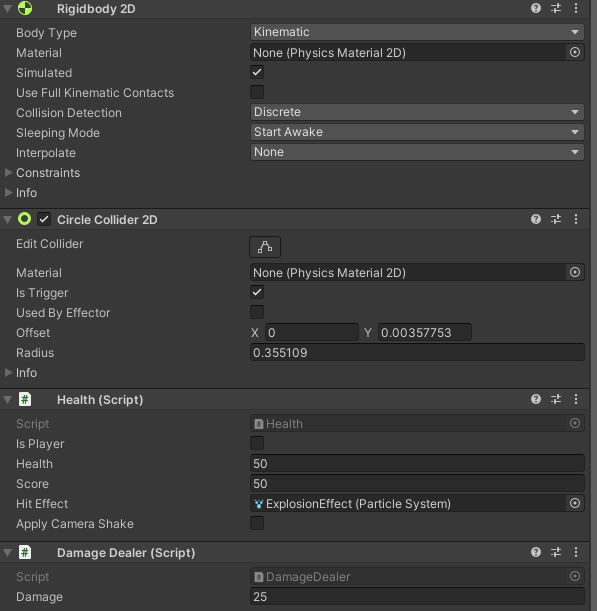 Rigidbody 2D
Body Type Kinematic
Material None (Physics Material 2D)
Simulated
Use Full Kinematic Contacts
Collision Detection Discrete
Sleeping Mode Start Awake
Interpolate None
Constraints
Info
Circle Collider 2D
Edit Collider
Material None (Physics Material 2D)
Is Trigger
Used By Effector
Offset X 0 Y 0.00357753
Radius 0.355109
Info
# Health (Script)
Script # Health
Is Player
Health 50
Score 50
Hit Effect ExplosionEffect (Particle System)
Apply Camera Shake
# Damage Dealer (Script)
Script # DamageDealer
Damage 25